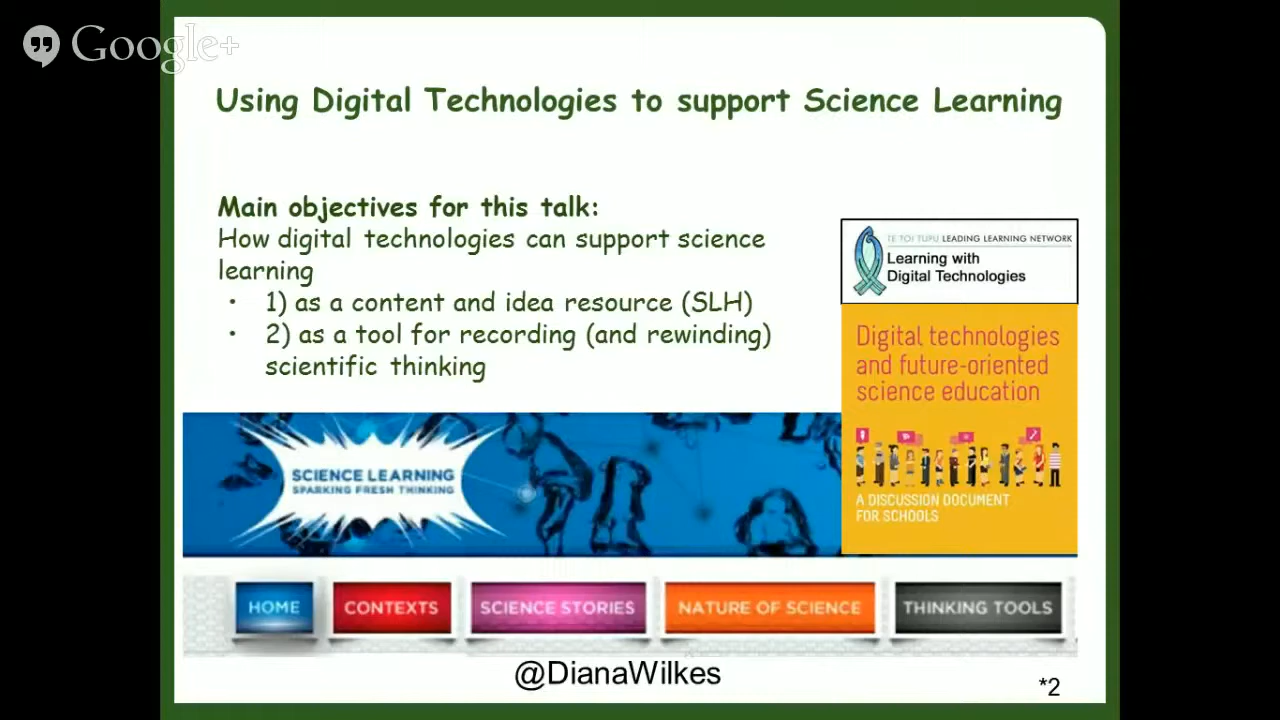 Google+
Using Digital Technologies to support Science Learning
Main objectives for this talk:
How digital technologies can support science
learning
• 1) as a content and idea resource (SLH)
• 2) as a tool for recording (and rewinding)
scientific thinking
TE TOI TUPU LEADING LEARNING NETWORK
Learning with
Digital Technologies
Digital technologies
and future-oriented
science education
A DISCUSSION DOCUMENT
FOR SCHOOLS
SCIENCE LEARNING
SPARKING FRESH THINKING
HOME CONTEXTS SCIENCE STORIES NATURE OF SCIENCE THINKING TOOLS
@DianaWilkes
*2